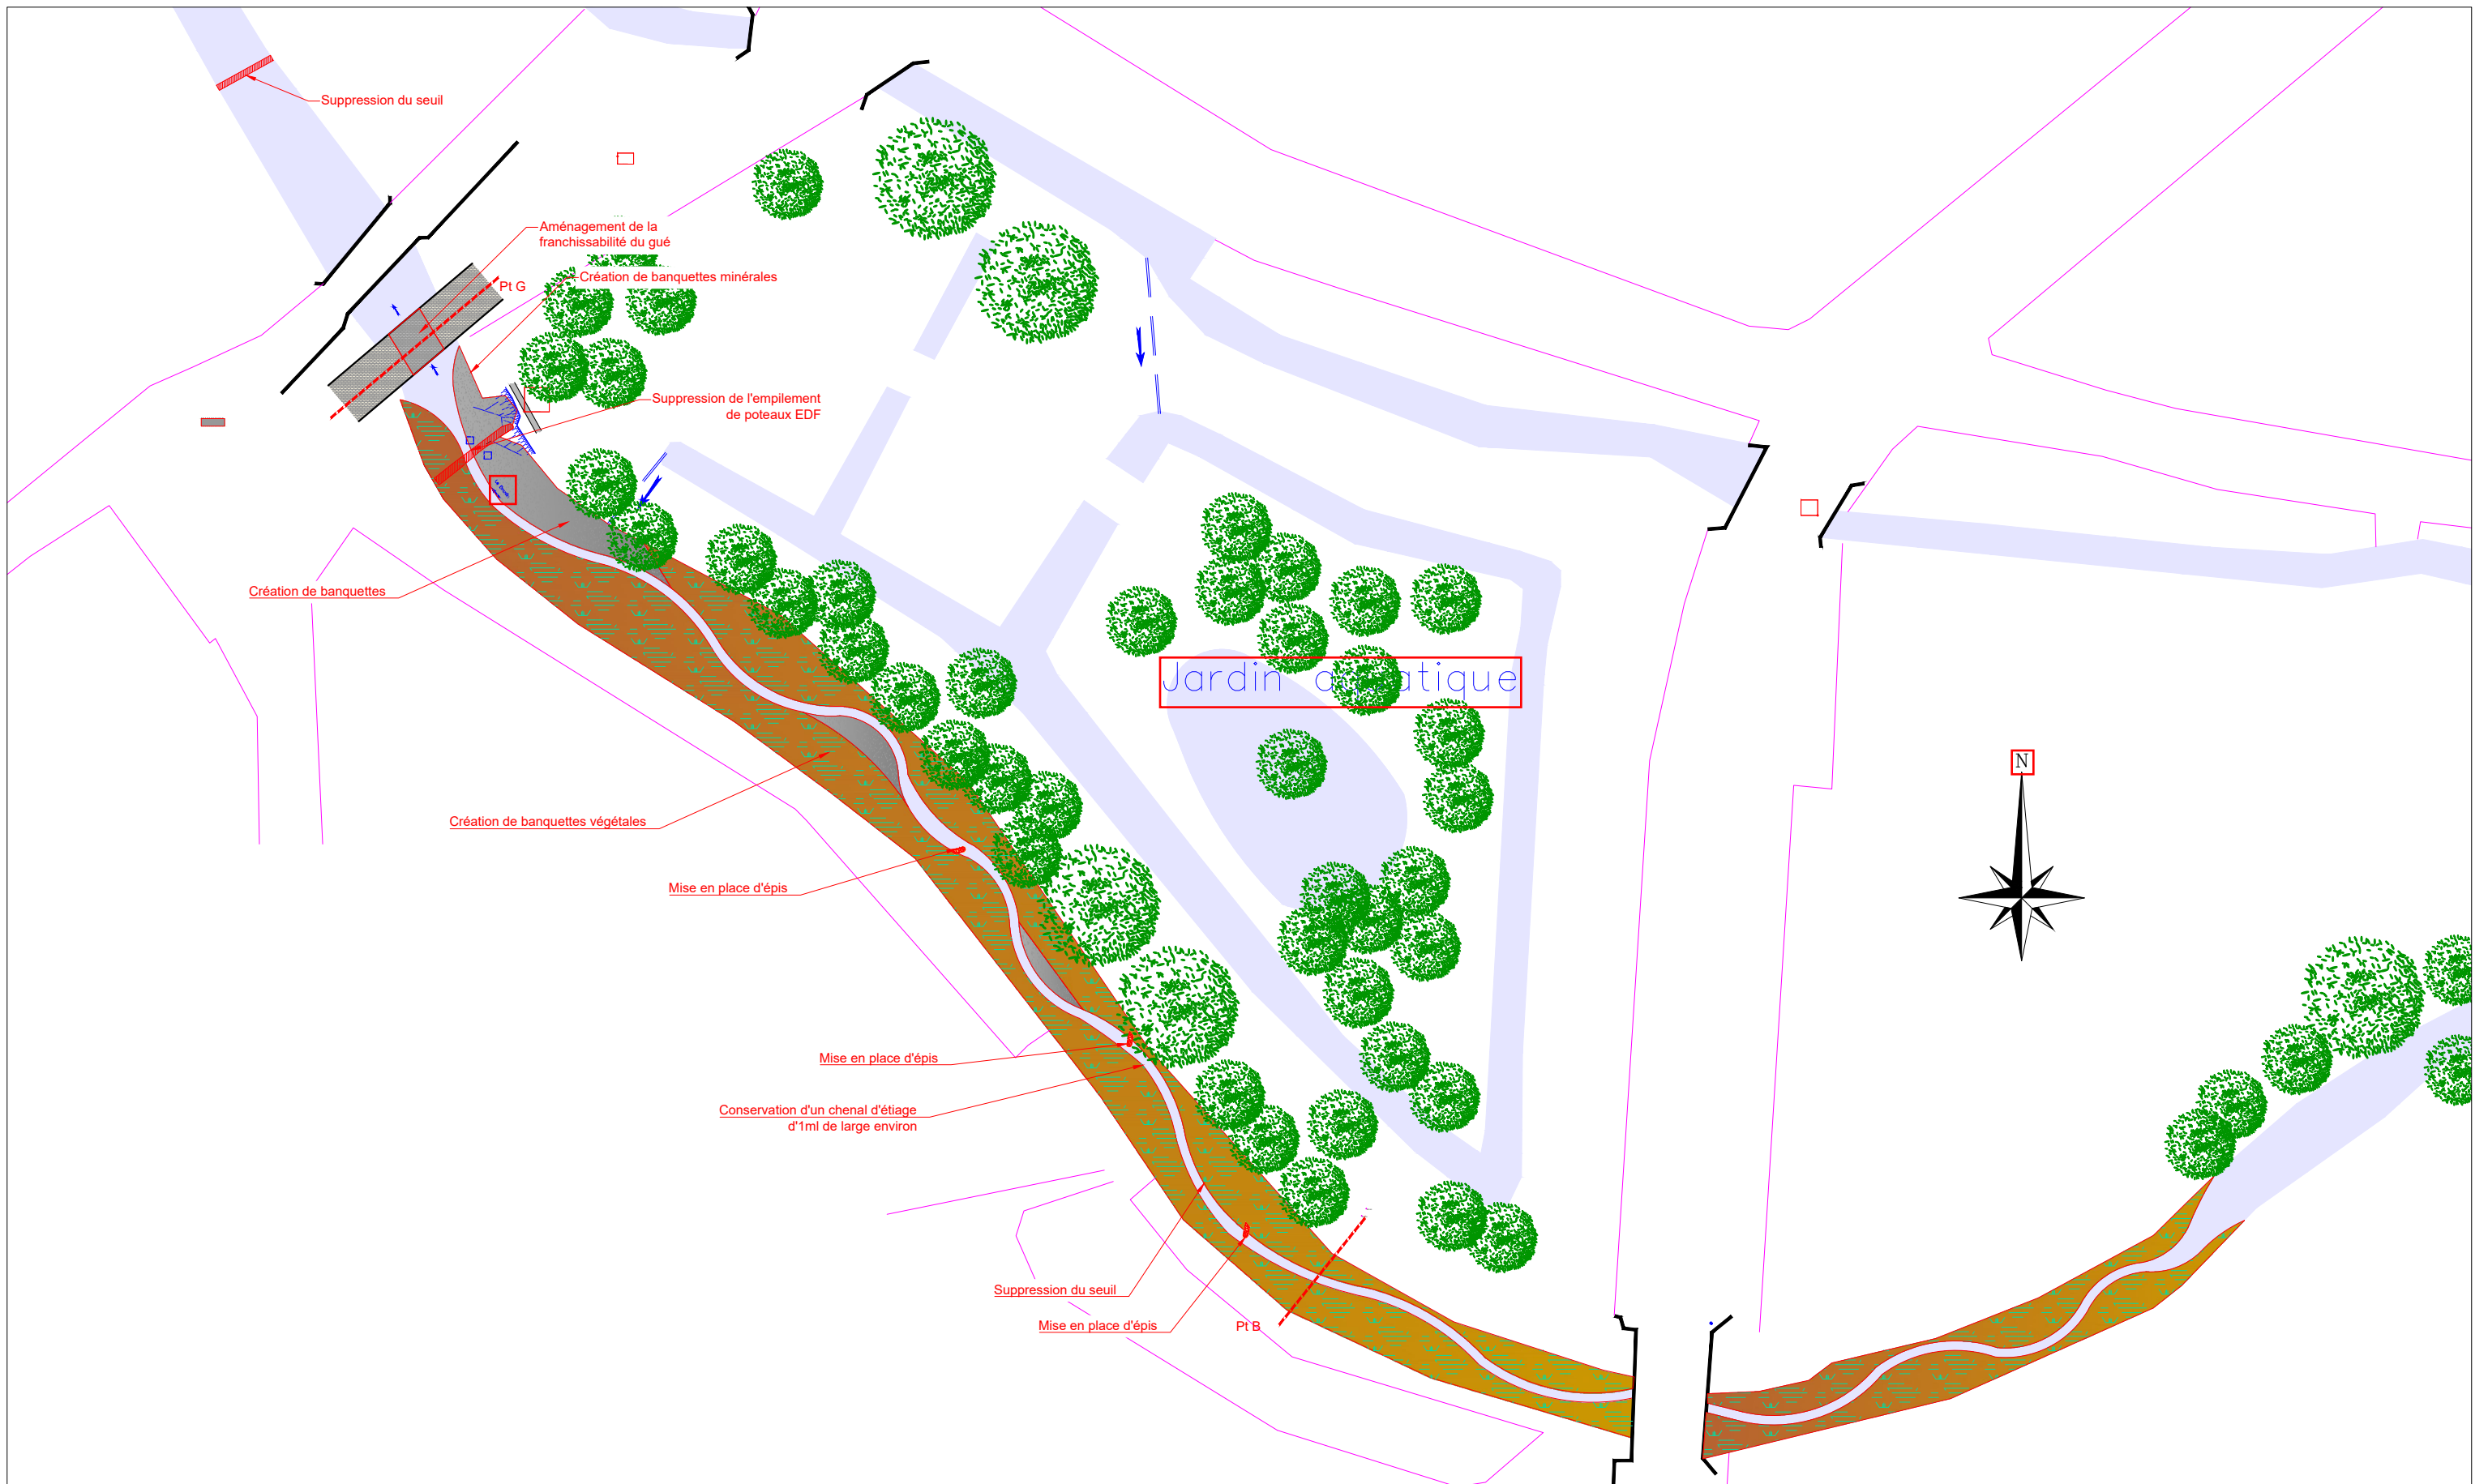 Suppression du seuil
Aménagement de la
franchissabilité du gué
Création de banquettes minérales
Pt G
Suppression de l'empilement
de poteaux EDF
Création de banquettes
Jardin aquatique
N
Création de banquettes végétales
Mise en place d'épis
Mise en place d'épis
Conservation d'un chenal d'étiage
d'1ml de large environ
Suppression du seuil
Mise en place d'épis
Pt B